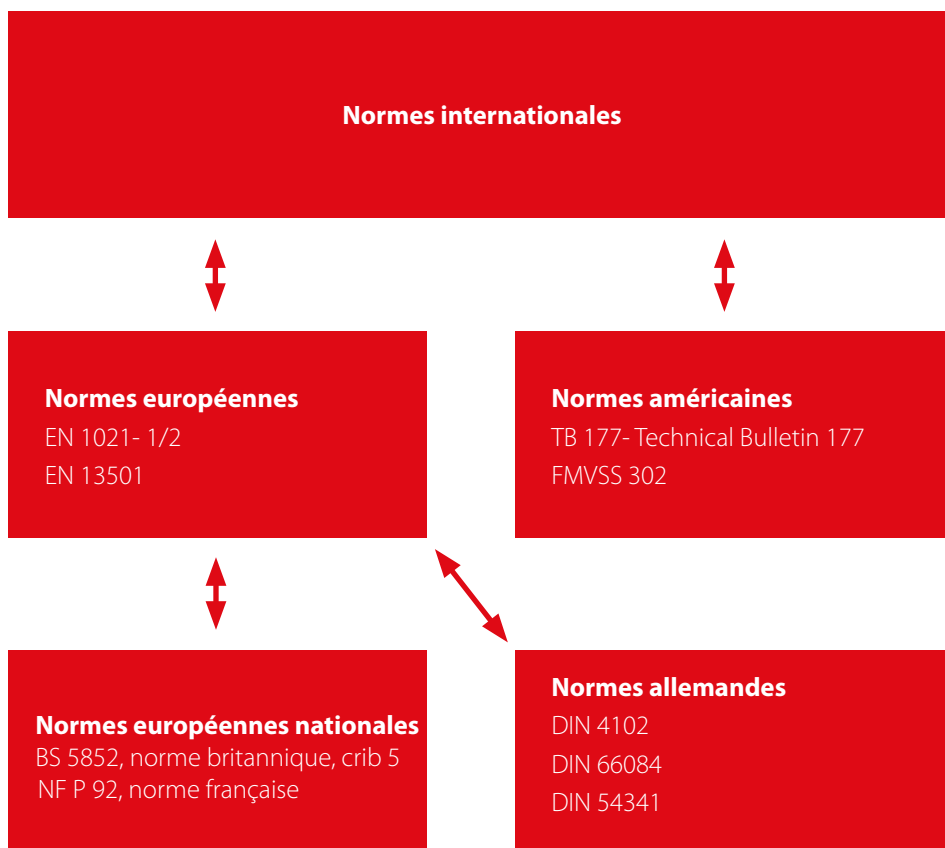 Normes internationales
Normes européennes
EN 1021- 1/2
EN 13501
Normes américaines
TB 177- Technical Bulletin 177
FMVSS 302
Normes européennes nationales
BS 5852, norme britannique, crib 5
NF P 92, norme française
Normes allemandes
DIN 4102
DIN 66084
DIN 54341